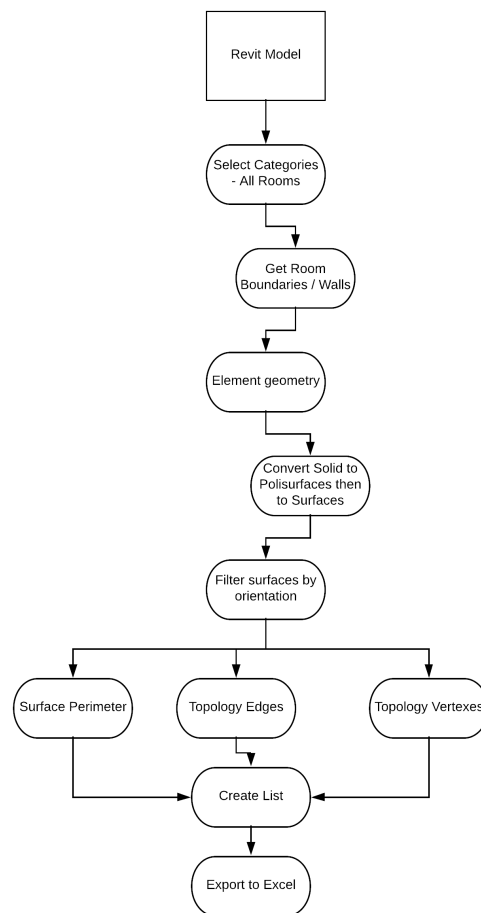 Revit Model
Select Categories
- All Rooms
Get Room
Boundaries / Walls
Element geometry
Convert Solid to
Polisurfaces then
to Surfaces
Filter surfaces by
orientation
Surface Perimeter
Topology Edges
Topology Vertexes
Create List
Export to Excel